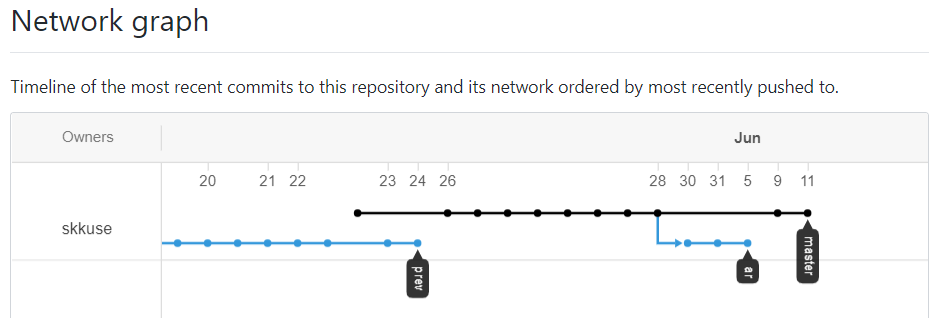 Network graph
Timeline of the most recent commits to this repository and its network ordered by most recently pushed to.
Owners Jun
20 21 22 23 24 26 28 30 31 5 9 11
skkuse
prev
ar
master